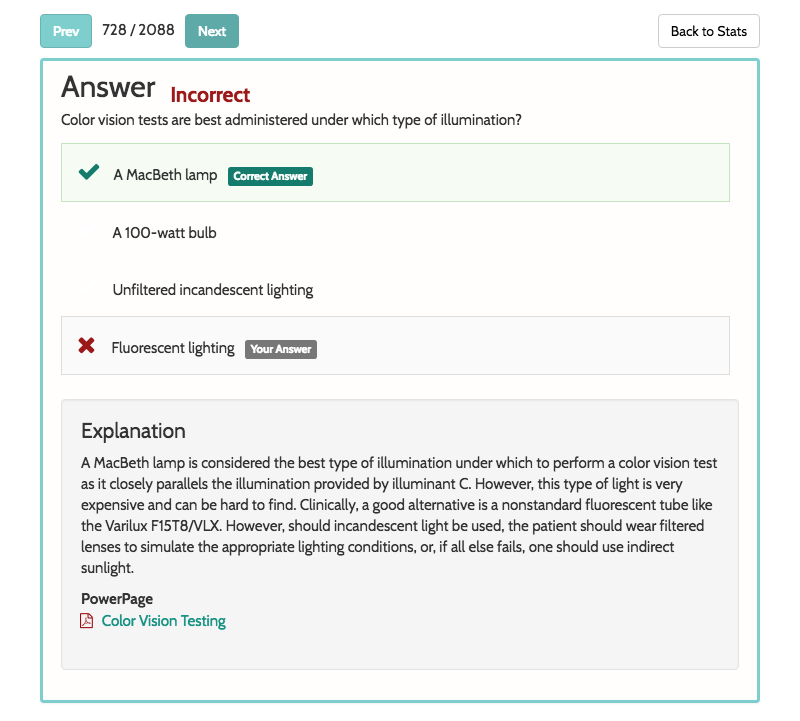 Prev 728 / 2088 Next Back to Stats
Answer Incorrect
Color vision tests are best administered under which type of illumination?
A MacBeth lamp Correct Answer
A 100-watt bulb
Unfiltered incandescent lighting
Fluorescent lighting Your Answer
Explanation
A MacBeth lamp is considered the best type of illumination under which to perform a color vision test
as it closely parallels the illumination provided by illuminant C. However, this type of light is very
expensive and can be hard to find. Clinically, a good alternative is a nonstandard fluorescent tube like
the Varilux F15T8/VLX. However, should incandescent light be used, the patient should wear filtered
lenses to simulate the appropriate lighting conditions, or, if all else fails, one should use indirect
sunlight.
PowerPage
Color Vision Testing